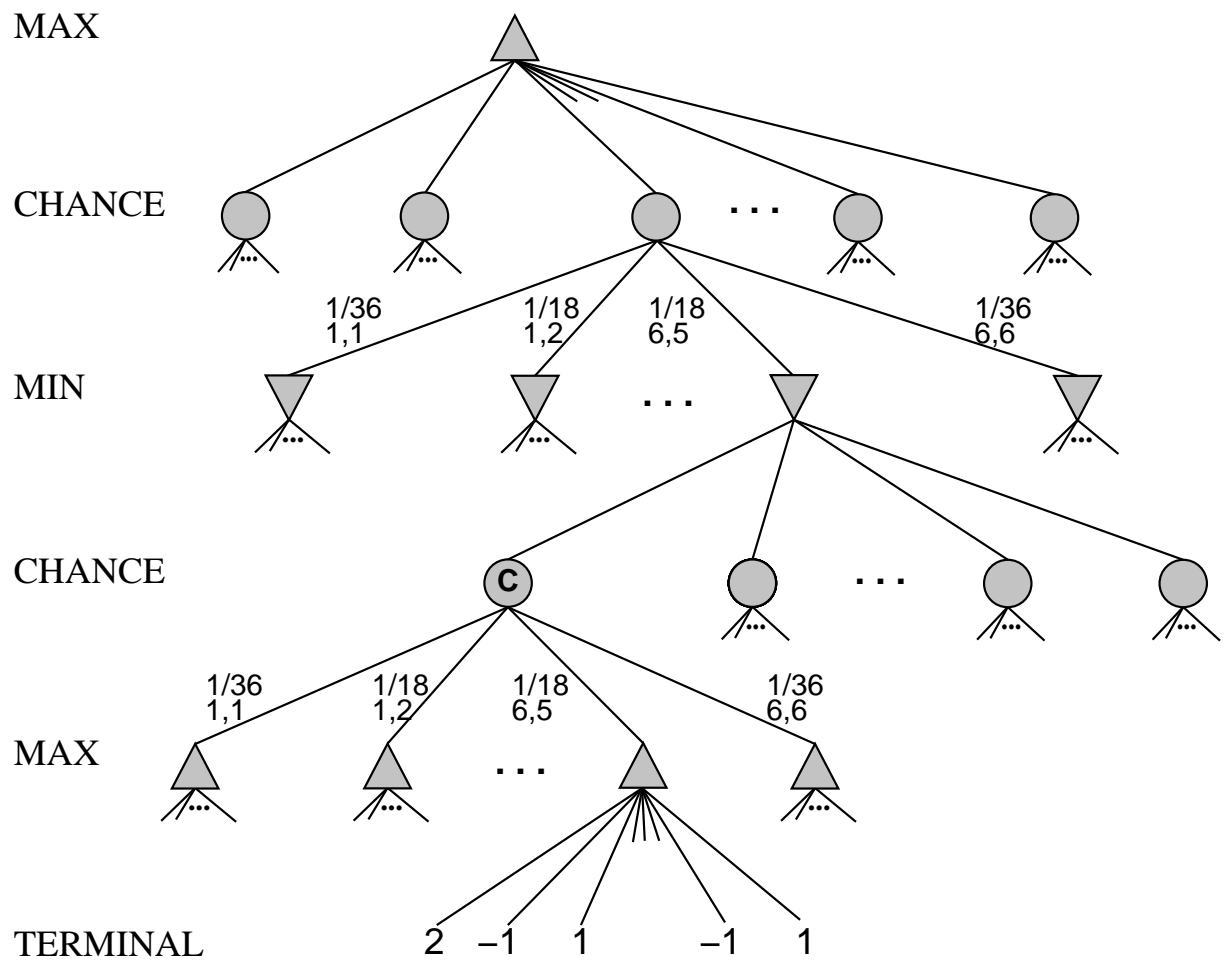 MAX
CHANCE
. . .
...
...
...
...
1/36 1/18 1/18 1/36
1,1 1,2 6,5 6,6
MIN
. . .
...
...
...
CHANCE
C
. . .
...
...
...
1/36 1/18 1/18 1/36
1,1 1,2 6,5 6,6
MAX
. . .
...
...
...
TERMINAL 2 –1 1 –1 1